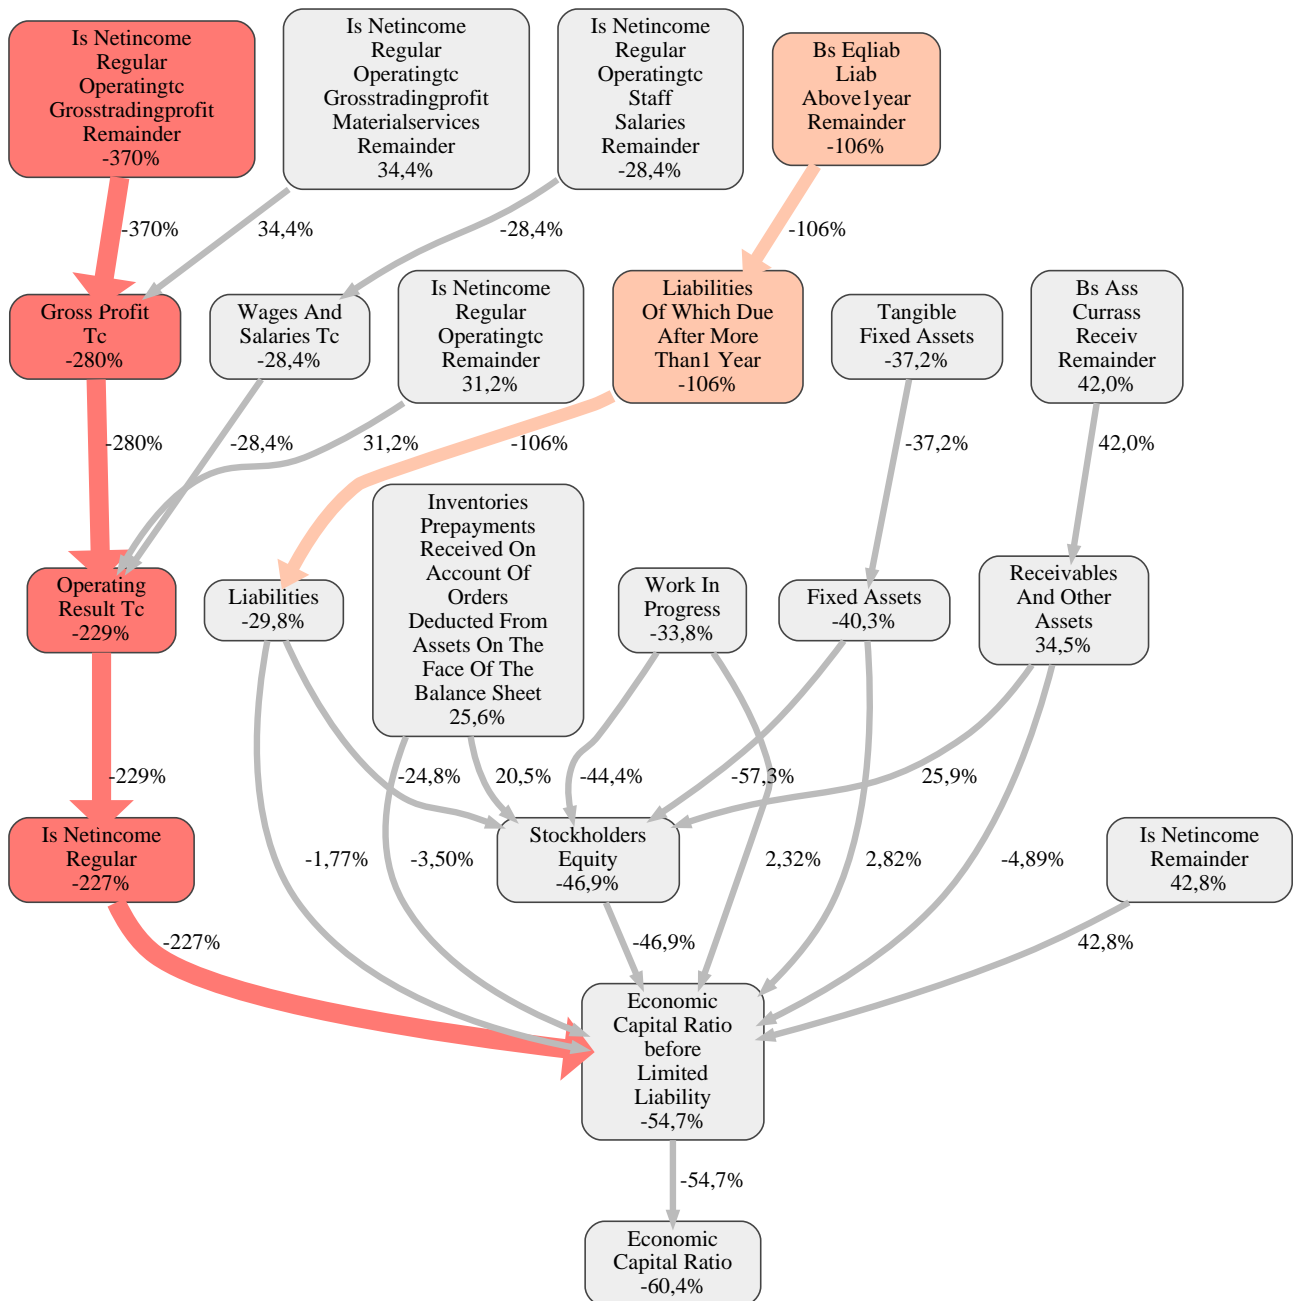 Is Netincome
Regular
Operatingtc
Grosstradingprofit
Remainder
-370%
Is Netincome
Regular
Operatingtc
Grosstradingprofit
Materialservices
Remainder
34,4%
Is Netincome
Regular
Operatingtc
Staff
Salaries
Remainder
-28,4%
Bs Eqliab
Liab
Above1year
Remainder
-106%
-370%
34,4%
-28,4%
-106%
Gross Profit
Tc
-280%
Wages And
Salaries Tc
-28,4%
Is Netincome
Regular
Operatingtc
Remainder
31,2%
Liabilities
Of Which Due
After More
Than1 Year
-106%
Tangible
Fixed Assets
-37,2%
Bs Ass
Currass
Receiv
Remainder
42,0%
-280%
-28,4%
31,2%
-106%
-37,2%
42,0%
Operating
Result Tc
-229%
Liabilities
-29,8%
Inventories
Prepayments
Received On
Account Of
Orders
Deducted From
Assets On The
Face Of The
Balance Sheet
25,6%
Work In
Progress
-33,8%
Fixed Assets
-40,3%
Receivables
And Other
Assets
34,5%
-229%
-24,8%
20,5%
-44,4%
-57,3%
25,9%
Is Netincome
Regular
-227%
-1,77%
-3,50%
Stockholders
Equity
-46,9%
2,32%
2,82%
-4,89%
Is Netincome
Remainder
42,8%
-227%
-46,9%
42,8%
Economic
Capital Ratio
before
Limited
Liability
-54,7%
-54,7%
Economic
Capital Ratio
-60,4%